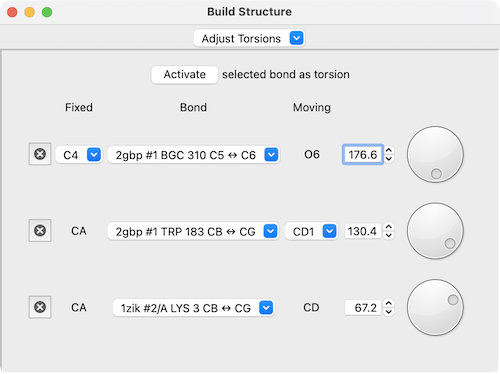 Build Structure
Adjust Torsions
Activate selected bond as torsion
Fixed Bond Moving
C4 2gbp #1 BGC 310 C5 ↔ C6 O6 176.6
CA 2gbp #1 TRP 183 CB ↔ CG CD1 130.4
CA 1zik #2/A LYS 3 CB ↔ CG CD 67.2